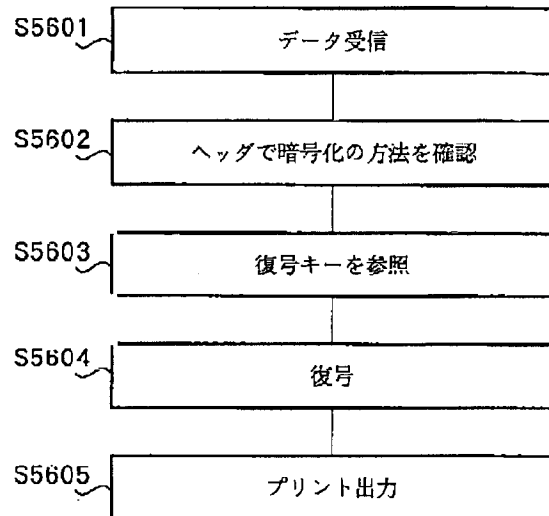 S5601
データ受信
S5602
ヘッダで暗号化の方法を確認
S5603
復号キーを参照
S5604
復号
S5605
プリント出力